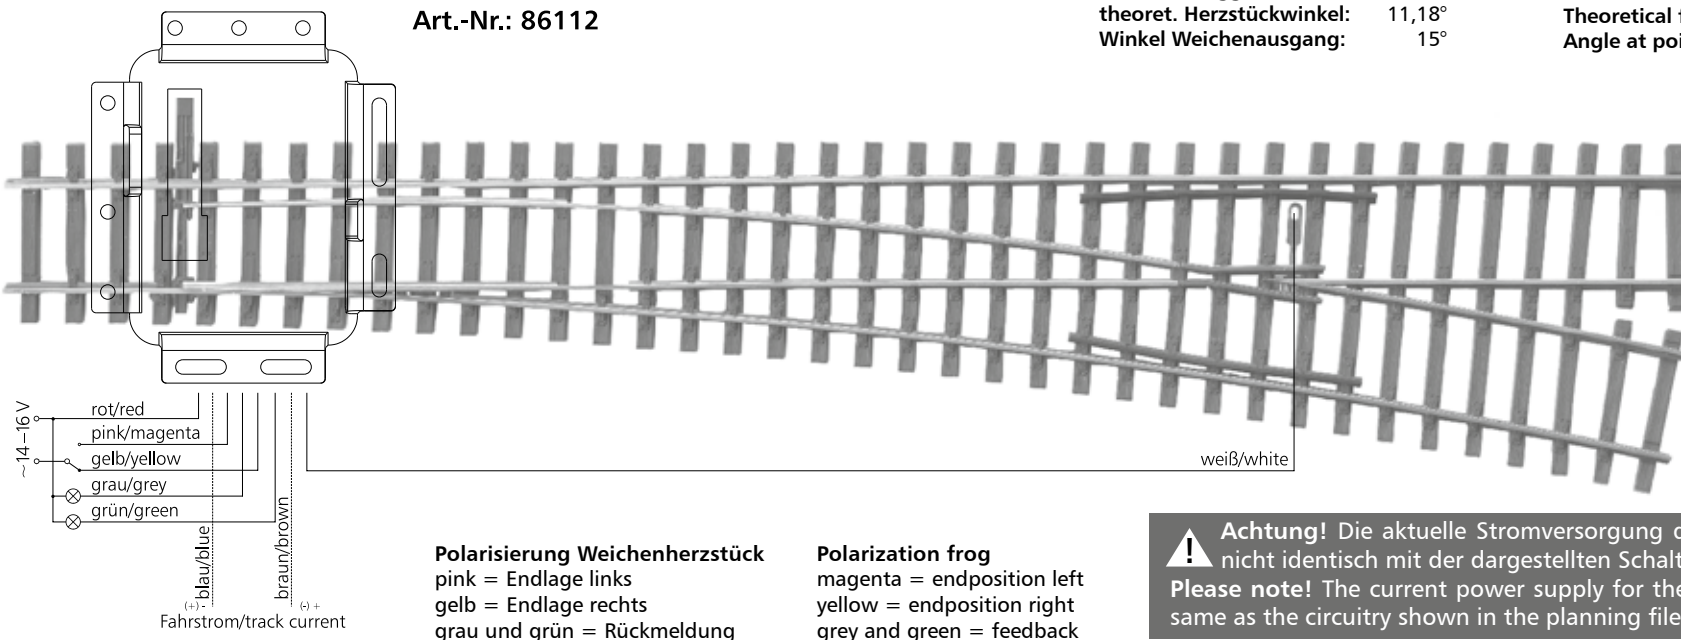 Art.-Nr.: 86112
theoret. Herzstückwinkel: 11,18°
Winkel Weichenausgang: 15°
Theoretical
Angle at
~14–16 V
rot/red
pink/magenta
gelb/yellow
grau/grey
grün/green
blau/blue
braun/brown
(+) -
(-) +
Fahrstrom/track current
weiß/white
Polarisierung Weichenherzstück
pink = Endlage links
gelb = Endlage rechts
grau und grün = Rückmeldung
Polarization frog
magenta = endposition left
yellow = endposition right
grey and green = feedback
! Achtung! Die aktuelle Stromversorgung
nicht identisch mit der dargestellten
Please note! The current power supply for the
same as the circuitry shown in the planning file